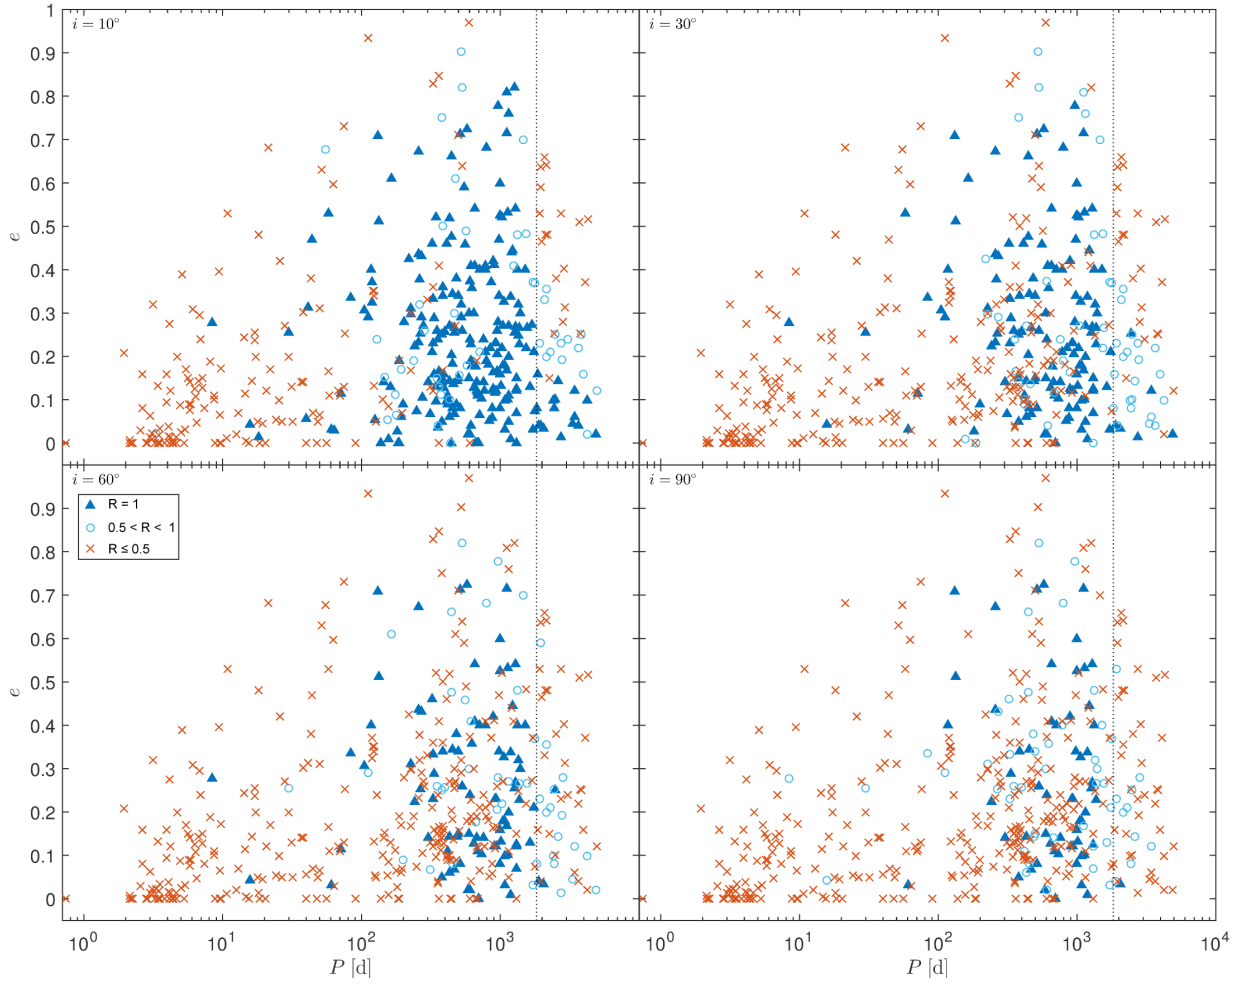 i = 10°
i = 30°
1
0.9
0.8
0.7
0.6
0.5
0.4
0.3
0.2
0.1
0
e
i = 60°
i = 90°
R = 1
0.5 < R < 1
R ≤ 0.5
0.9
0.8
0.7
0.6
0.5
0.4
0.3
0.2
0.1
0
e
10^0 10^1 10^2 10^3 10^0 10^1 10^2 10^3 10^4
P [d] P [d]